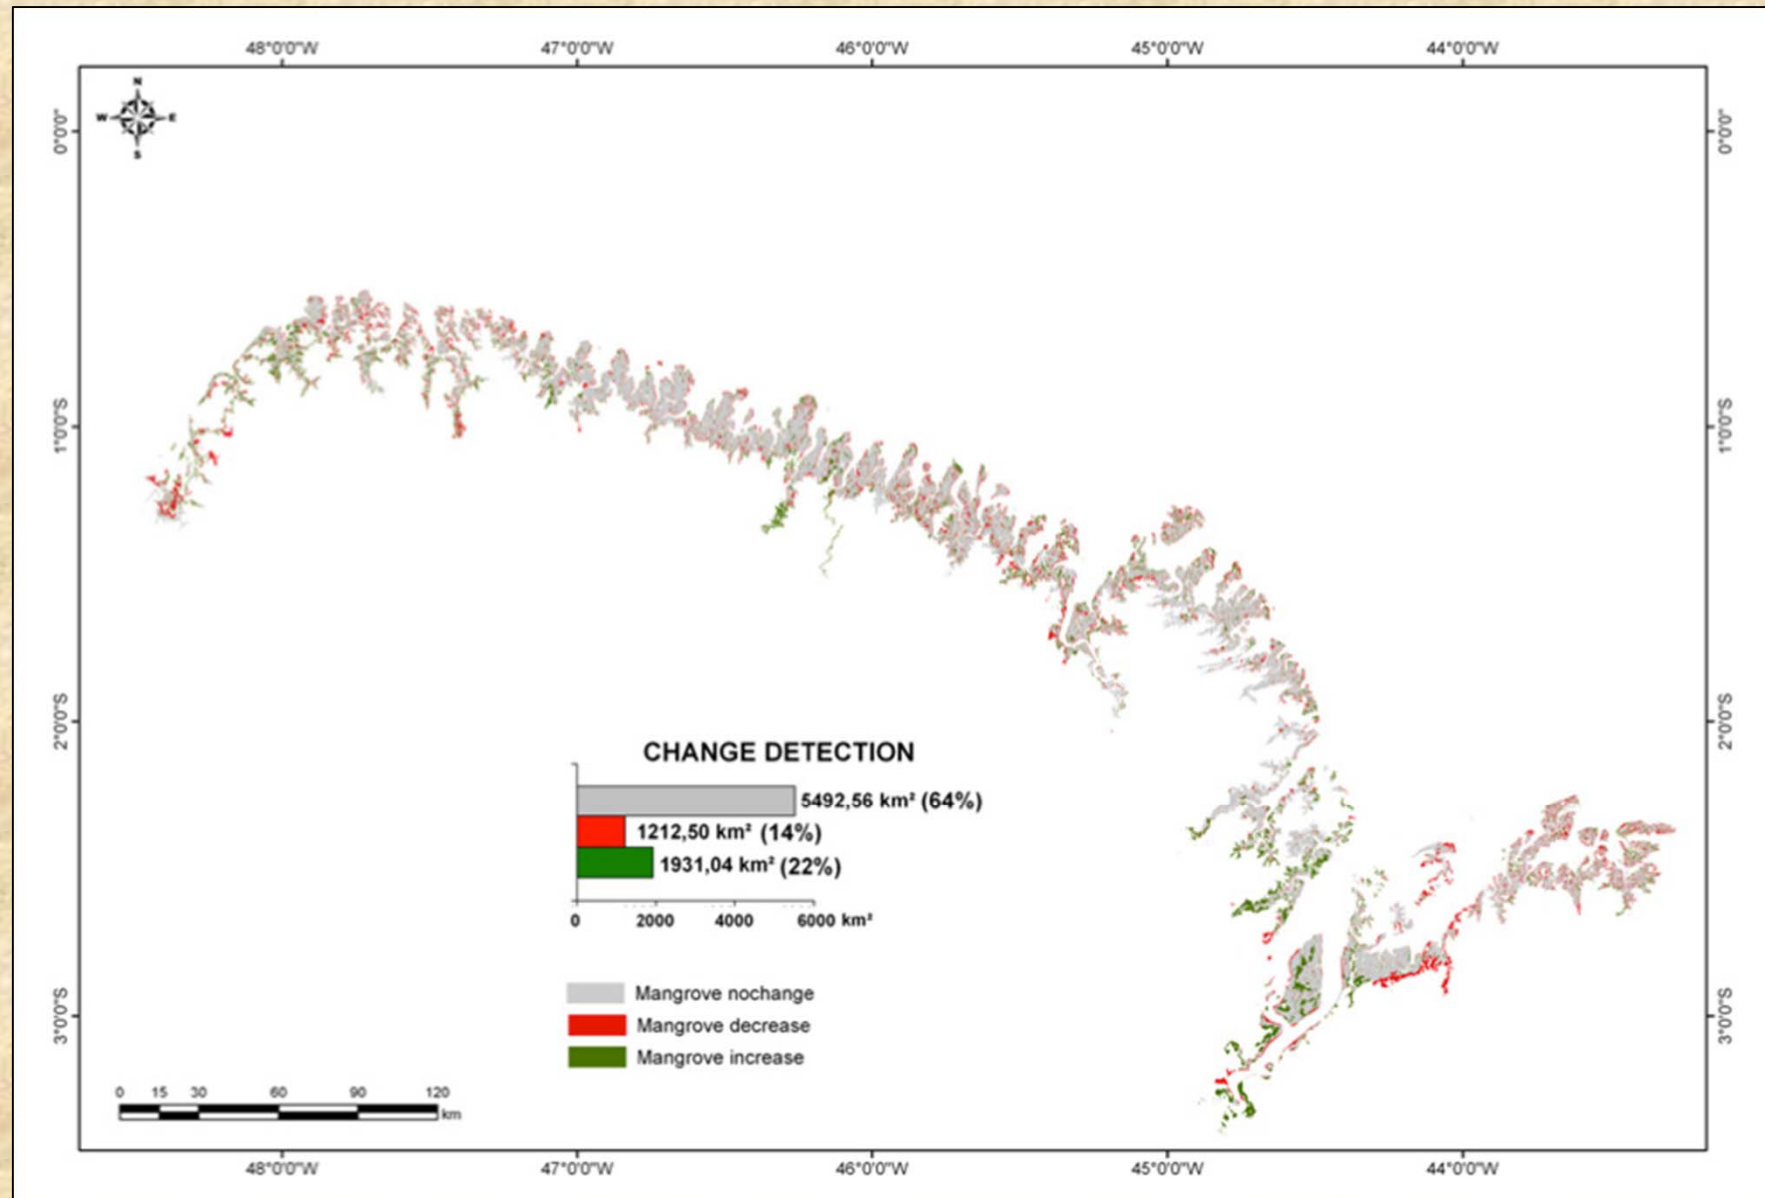 48°0'0"W 47°0'0"W 46°0'0"W 45°0'0"W 44°0'0"W
N
W E
S
0°0'0" 0°0'0"
1°0'0"S 1°0'0"S
2°0'0"S 2°0'0"S
CHANGE DETECTION
5492,56 km² (64%)
1212,50 km² (14%)
1931,04 km² (22%)
0 2000 4000 6000 km²
Mangrove nochange
Mangrove decrease
3°0'0"S 3°0'0"S
Mangrove increase
0 15 30 60 90 120
km
48°0'0"W 47°0'0"W 46°0'0"W 45°0'0"W 44°0'0"W